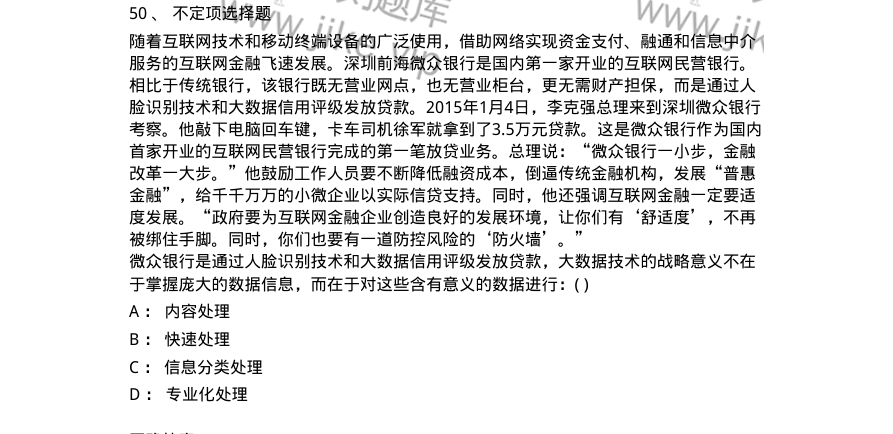 题库
www.jike.vip
www.jik
50 、 不定项选择题
随着互联网技术和移动终端设备的广泛使用，借助网络实现资金支付、融通和信息中介
服务的互联网金融飞速发展。深圳前海微众银行是国内第一家开业的互联网民营银行。
相比于传统银行，该银行既无营业网点，也无营业柜台，更无需财产担保，而是通过人
脸识别技术和大数据信用评级发放贷款。2015年1月4日，李克强总理来到深圳微众银行
考察。他敲下电脑回车键，卡车司机徐军就拿到了3.5万元贷款。这是微众银行作为国内
首家开业的互联网民营银行完成的第一笔放贷业务。总理说：“微众银行一小步，金融
改革一大步。”他鼓励工作人员要不断降低融资成本，倒逼传统金融机构，发展“普惠
金融”，给千千万万的小微企业以实际信贷支持。同时，他还强调互联网金融一定要适
度发展。“政府要为互联网金融企业创造良好的发展环境，让你们有‘舒适度’，不再
被绑住手脚。同时，你们也要有一道防控风险的‘防火墙’。”
微众银行是通过人脸识别技术和大数据信用评级发放贷款，大数据技术的战略意义不在
于掌握庞大的数据信息，而在于对这些含有意义的数据进行：( )
A ： 内容处理
B ： 快速处理
C ： 信息分类处理
D ： 专业化处理